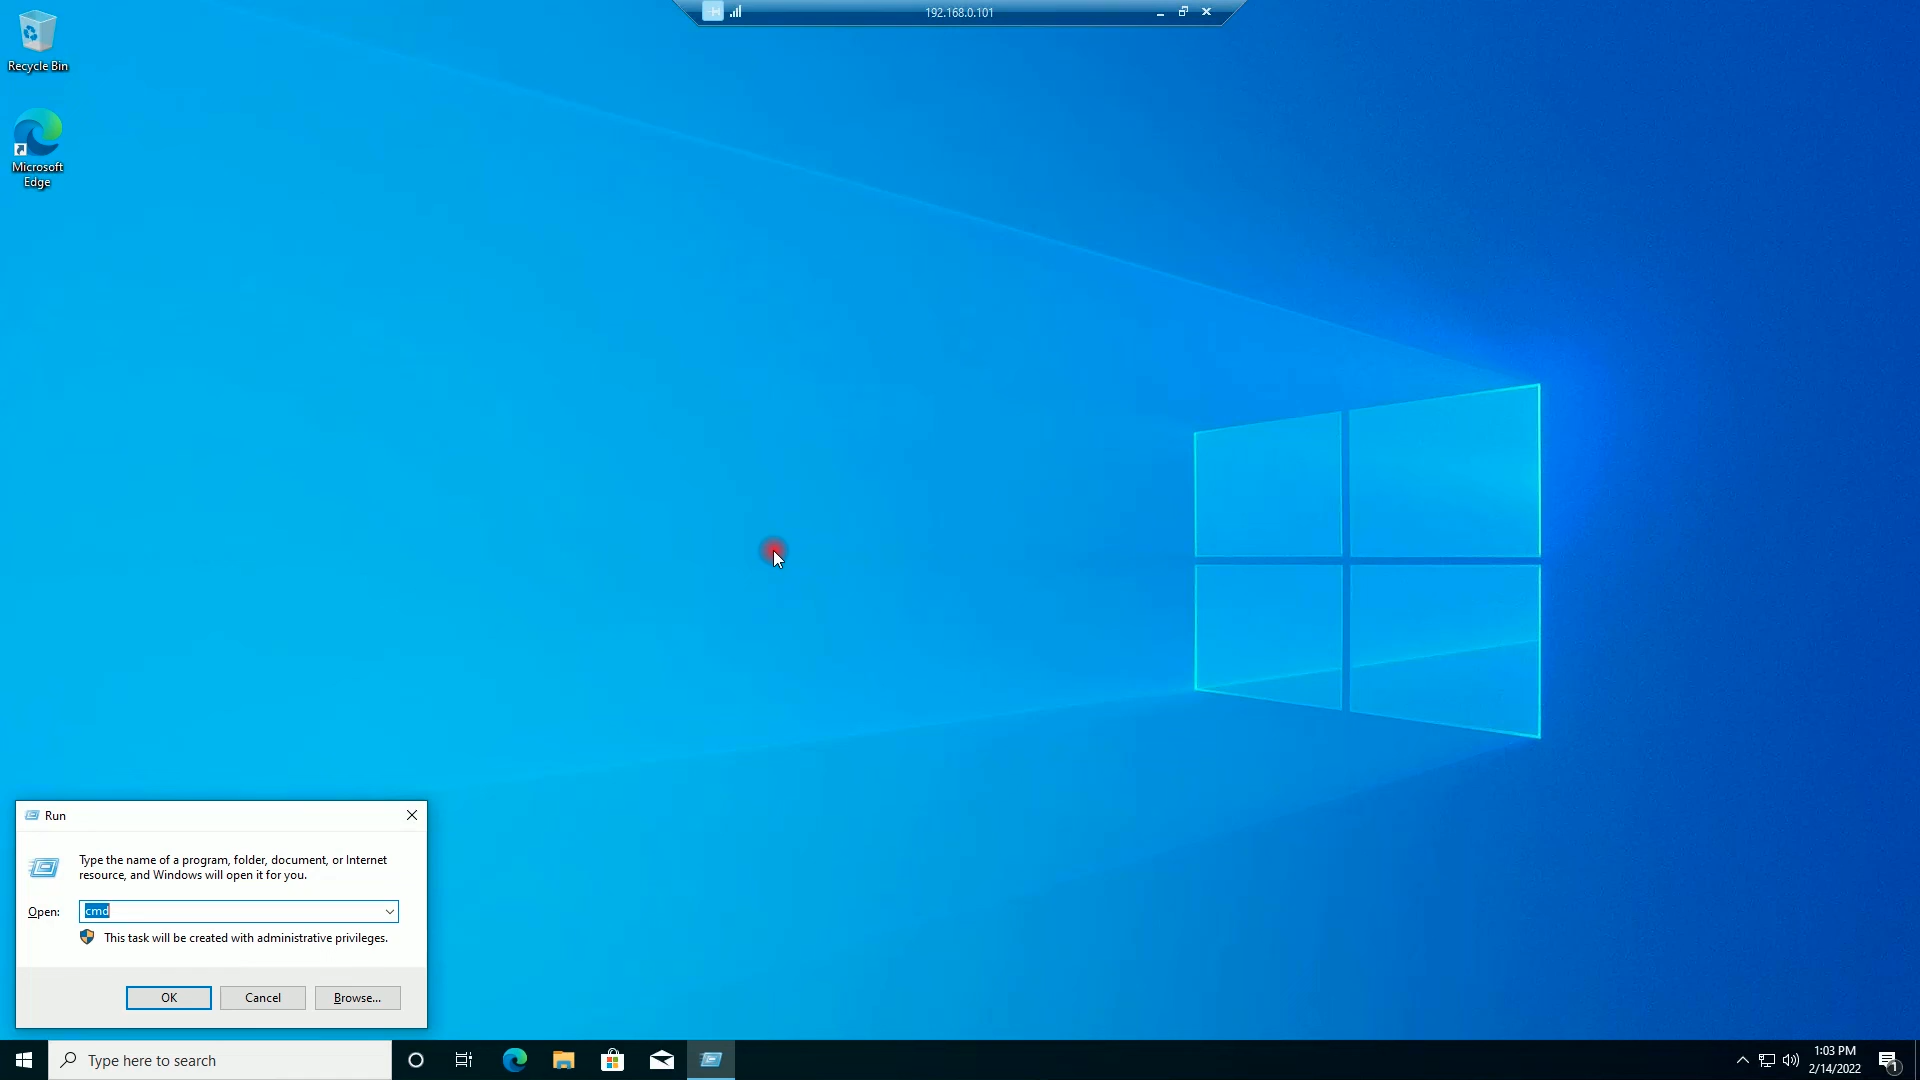 192.168.0.101
Recycle Bin
Microsoft
Edge
Run
Type the name of a program, folder, document, or Internet
resource, and Windows will open it for you.
Open:
cmd
This task will be created with administrative privileges.
OK
Cancel
Browse...
Type here to search
1:03 PM
2/14/2022
1